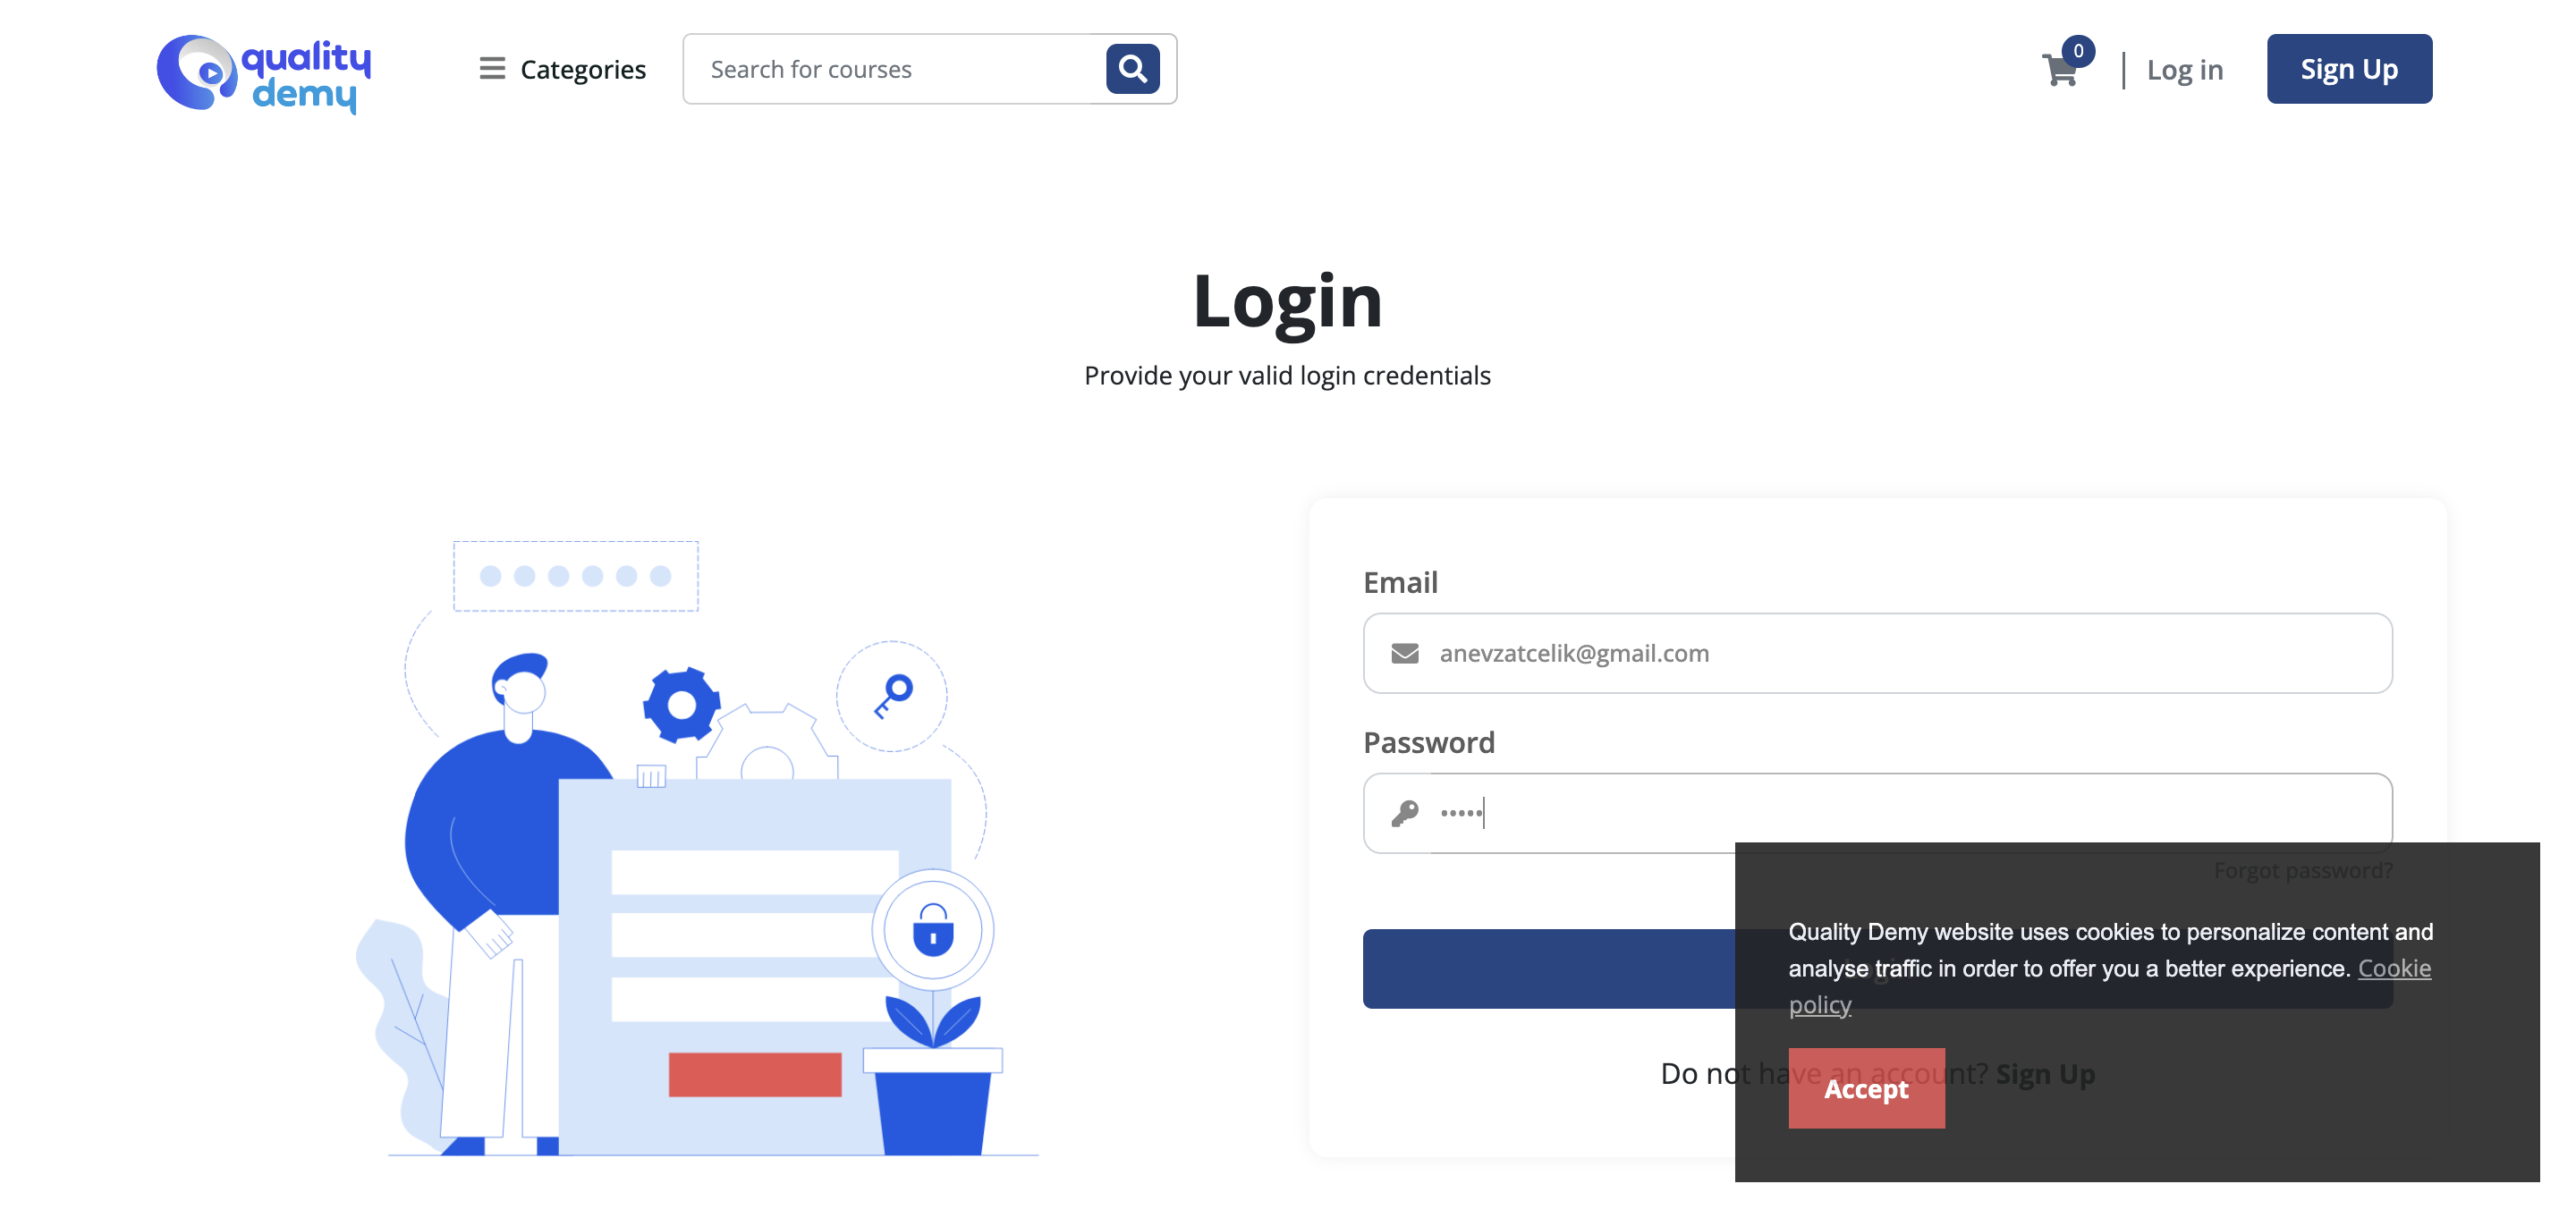 quality
demy
Categories
Search for courses
0
Log in
Sign Up
Login
Provide your valid login credentials
Email
anevzatcelik@gmail.com
Password
•••••
Forgot password?
Login
Quality Demy website uses cookies to personalize content and
analyse traffic in order to offer you a better experience. Cookie
policy
Do not have an account? Sign Up
Accept